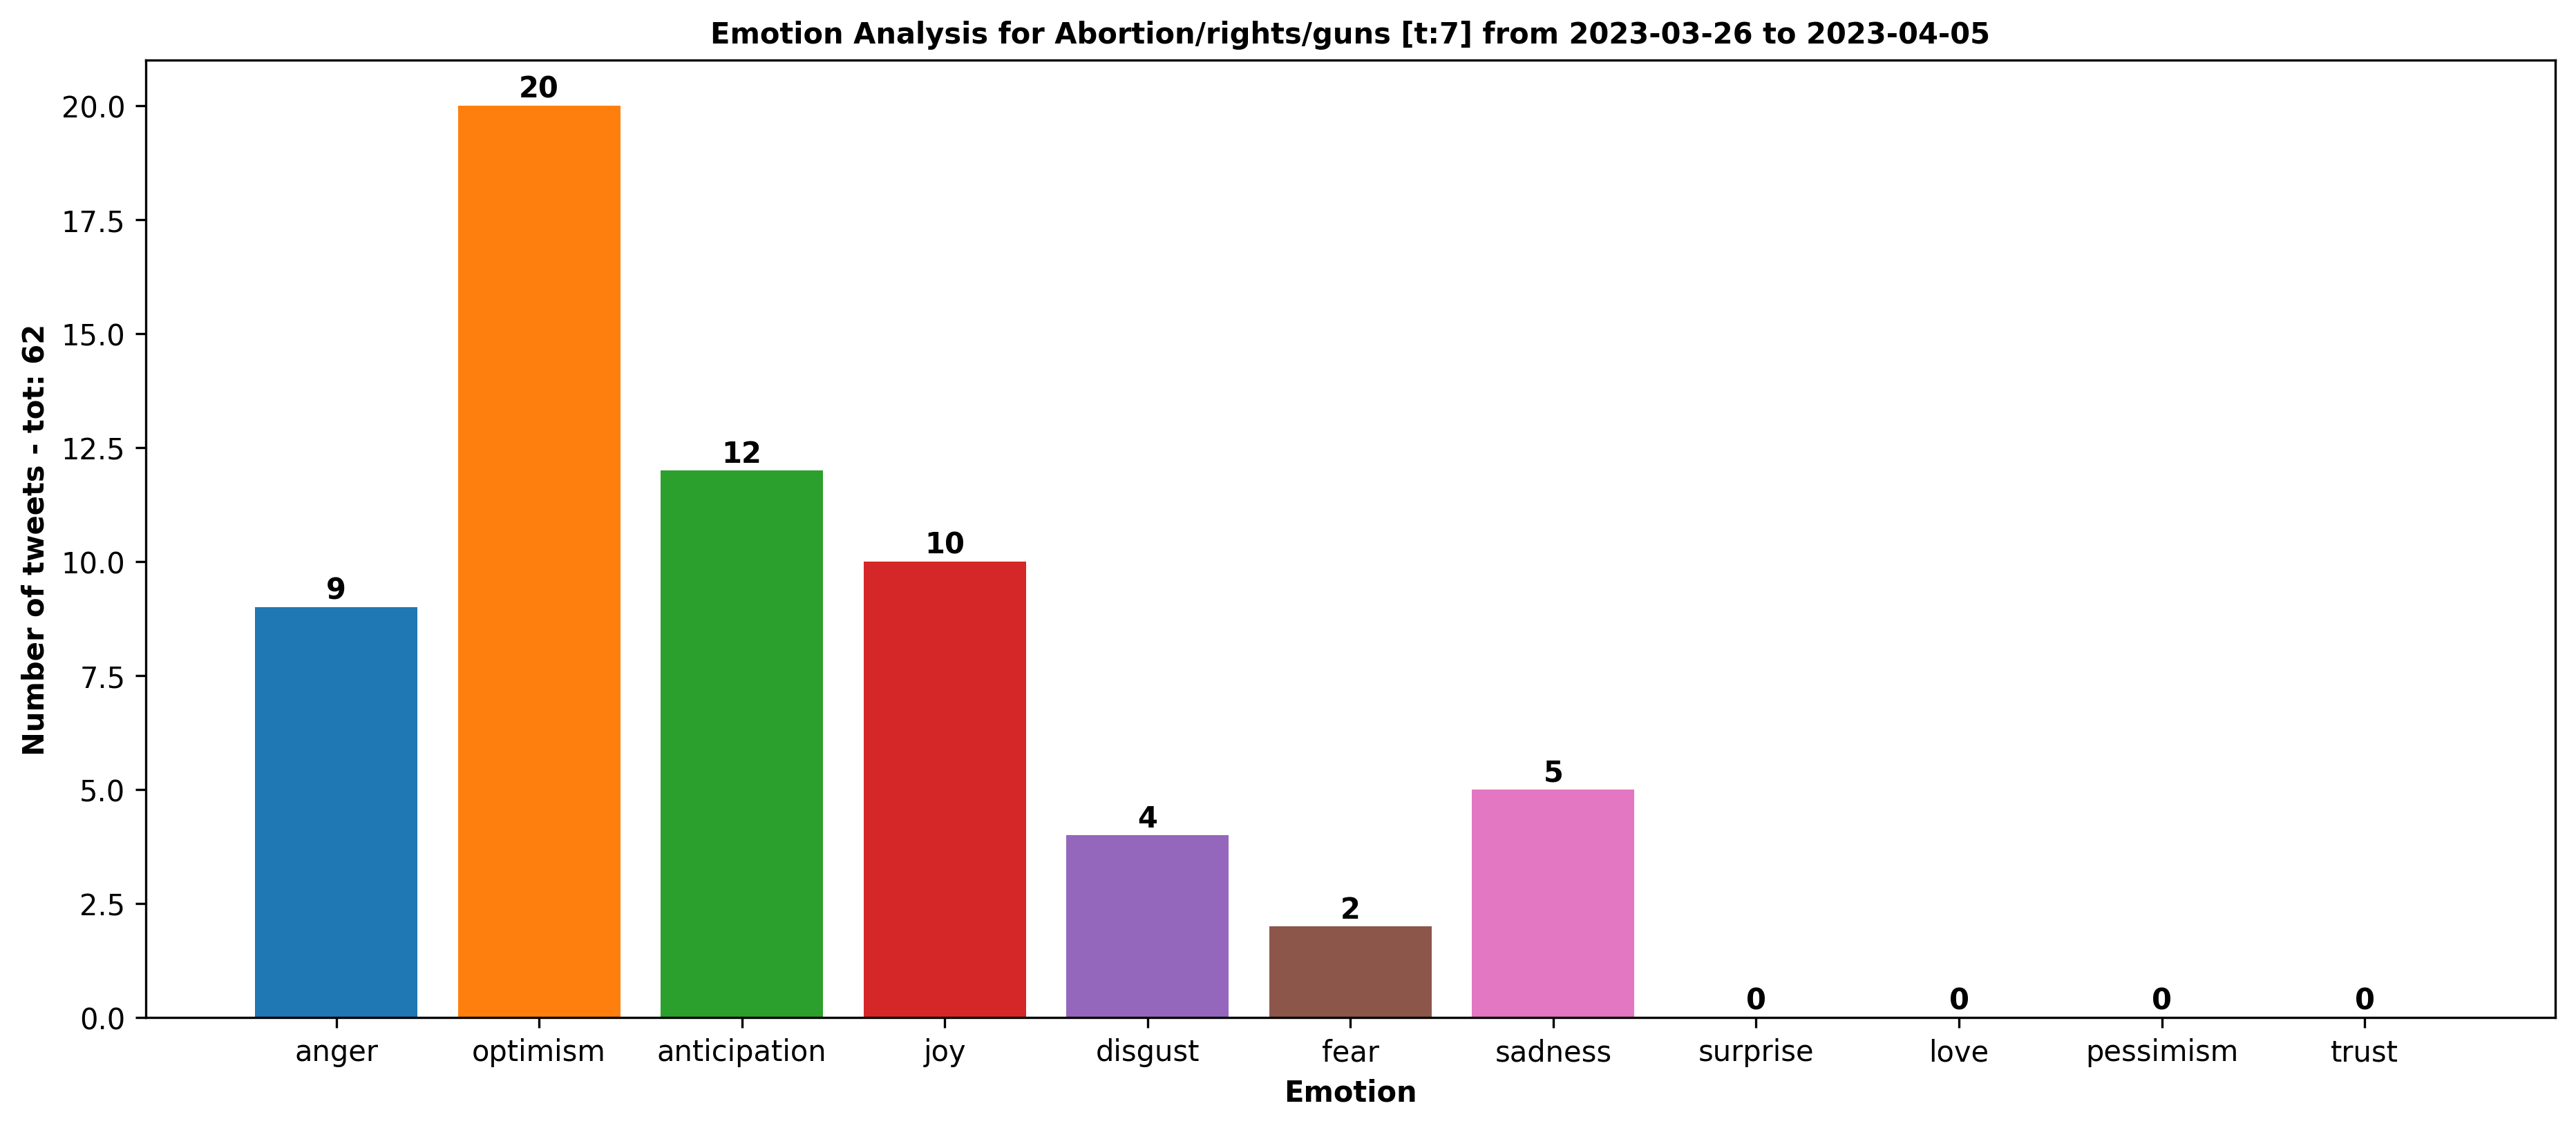 Emotion Analysis for Abortion/rights/guns [t:7] from 2023-03-26 to 2023-04-05
Number of tweets - tot: 62
20.0
17.5
15.0
12.5
10.0
7.5
5.0
2.5
0.0
9
20
12
10
4
2
5
0
0
0
0
anger
optimism
anticipation
joy
disgust
fear
sadness
surprise
love
pessimism
trust
Emotion